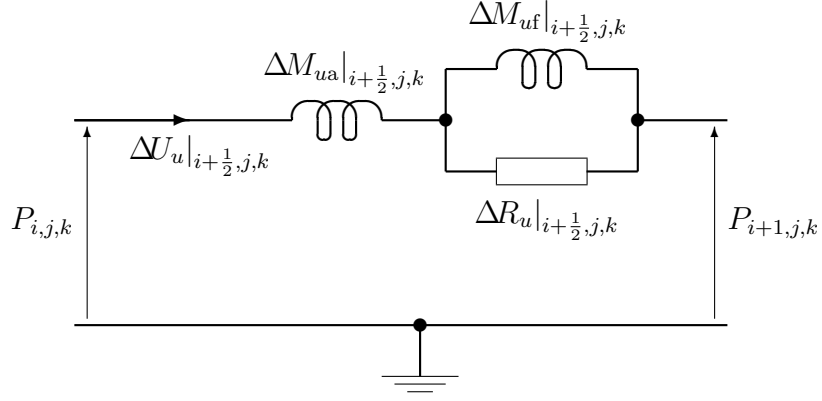 ΔM_{uf}|_{i+\frac{1}{2},j,k}
ΔM_{ua}|_{i+\frac{1}{2},j,k}
ΔU_u|_{i+\frac{1}{2},j,k}
ΔR_u|_{i+\frac{1}{2},j,k}
P_{i,j,k}
P_{i+1,j,k}